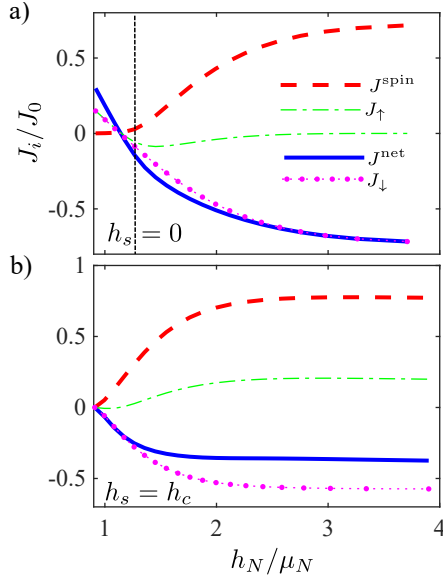 a)
0.5
0
-0.5
J_i/J_0
J^spin
J_↑
J^net
J_↓
h_s = 0
b)
1
0.5
0
-0.5
h_s = h_c
1 2 3 4
h_N/μ_N